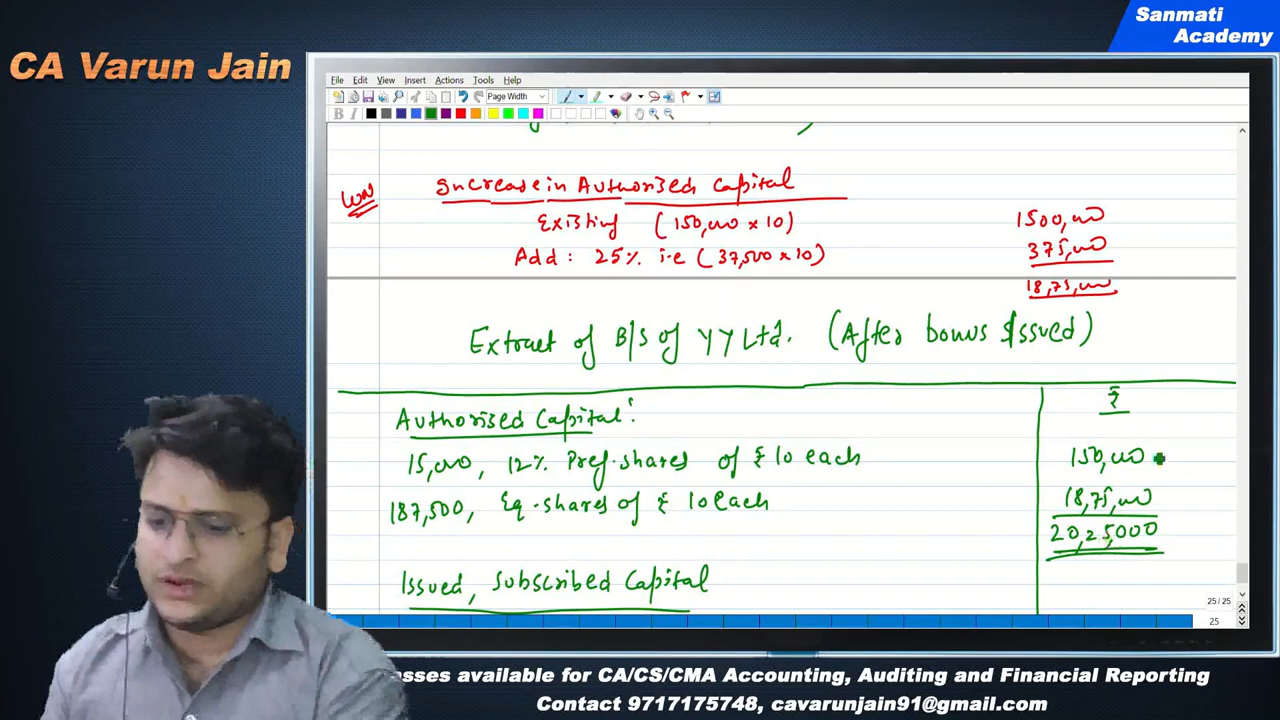 Sanmati
Academy
CA Varun Jain
File Edit View Insert Actions Tools Help
Page Width
B I
WN
Increase in Authorised Capital
Existing (150,000 x 10) 1500,000
Add : 25% i.e (37,500 x 10) 375,000
18,75,000
Extract of B/S of YY Ltd. (After bonus Issued)
₹
Authorised Capital :
15,000, 12% Pref. shares of ₹ 10 each 150,000
187,500, Eq. shares of ₹ 10 each 18,75,000
20,25,000
Issued, Subscribed Capital
25 / 25
25
asses available for CA/CS/CMA Accounting, Auditing and Financial Reporting
Contact 9717175748, cavarunjain91@gmail.com